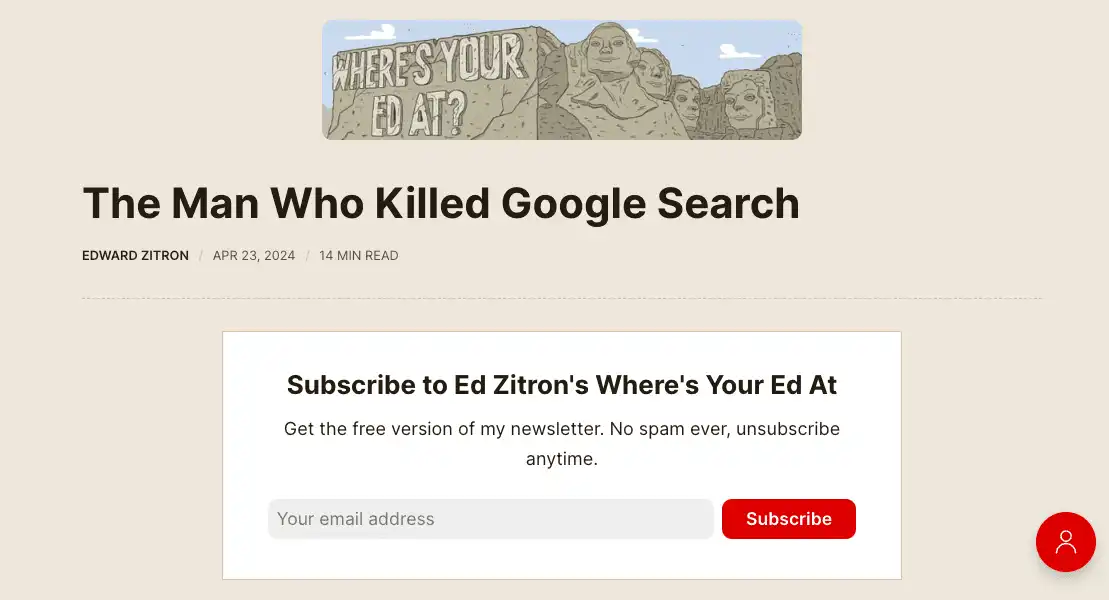 WHERE'S YOUR
ED AT?
The Man Who Killed Google Search
EDWARD ZITRON / APR 23, 2024 / 14 MIN READ
Subscribe to Ed Zitron's Where's Your Ed At
Get the free version of my newsletter. No spam ever, unsubscribe
anytime.
Your email address
Subscribe